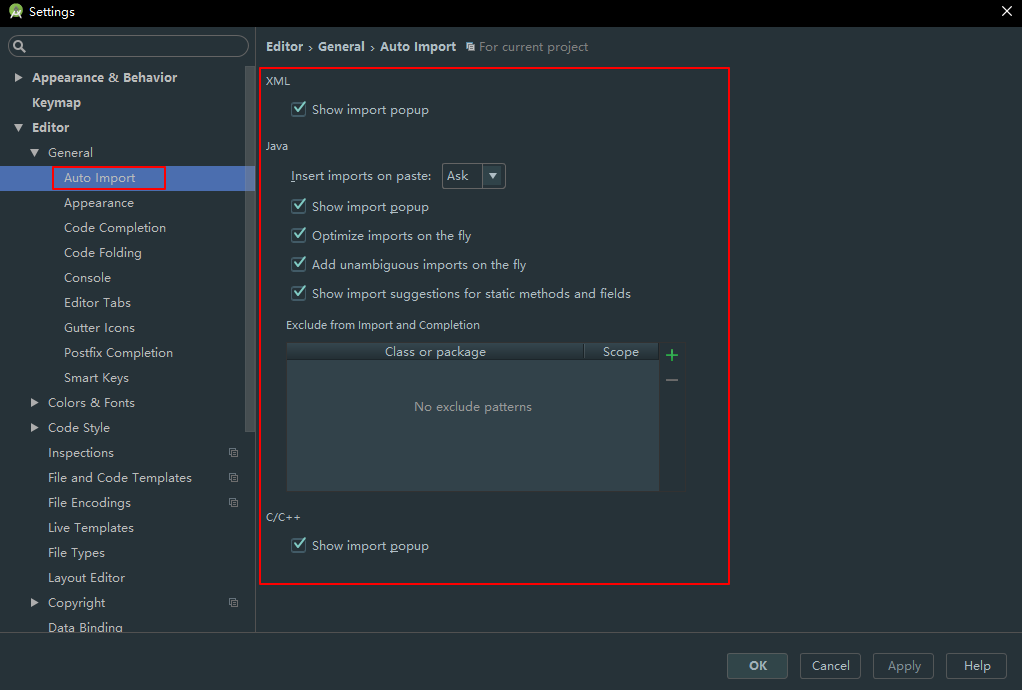 Settings
Editor › General › Auto Import For current project
Appearance & Behavior
Keymap
Editor
General
Auto Import
Appearance
Code Completion
Code Folding
Console
Editor Tabs
Gutter Icons
Postfix Completion
Smart Keys
Colors & Fonts
Code Style
Inspections
File and Code Templates
File Encodings
Live Templates
File Types
Layout Editor
Copyright
Data Binding
XML
Show import popup
Java
Insert imports on paste: Ask
Show import popup
Optimize imports on the fly
Add unambiguous imports on the fly
Show import suggestions for static methods and fields
Exclude from Import and Completion
Class or package Scope
No exclude patterns
C/C++
Show import popup
OK Cancel Apply Help